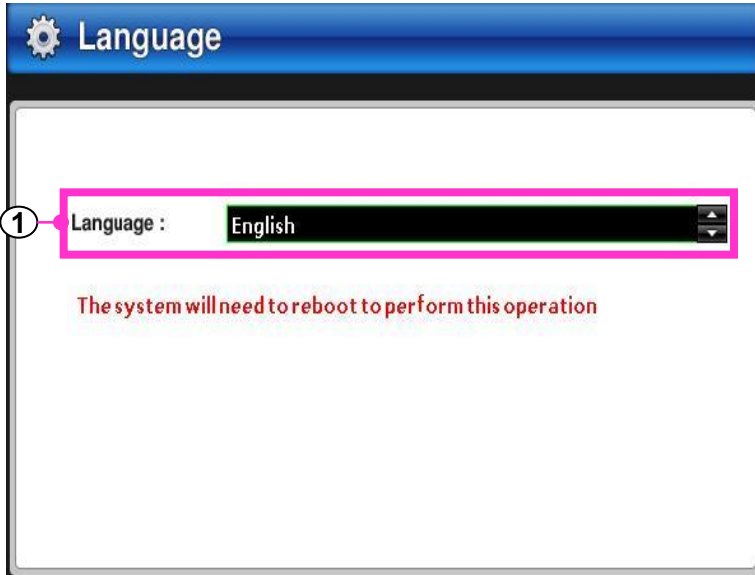 Language
1
Language :
English
The system will need to reboot to perform this operation